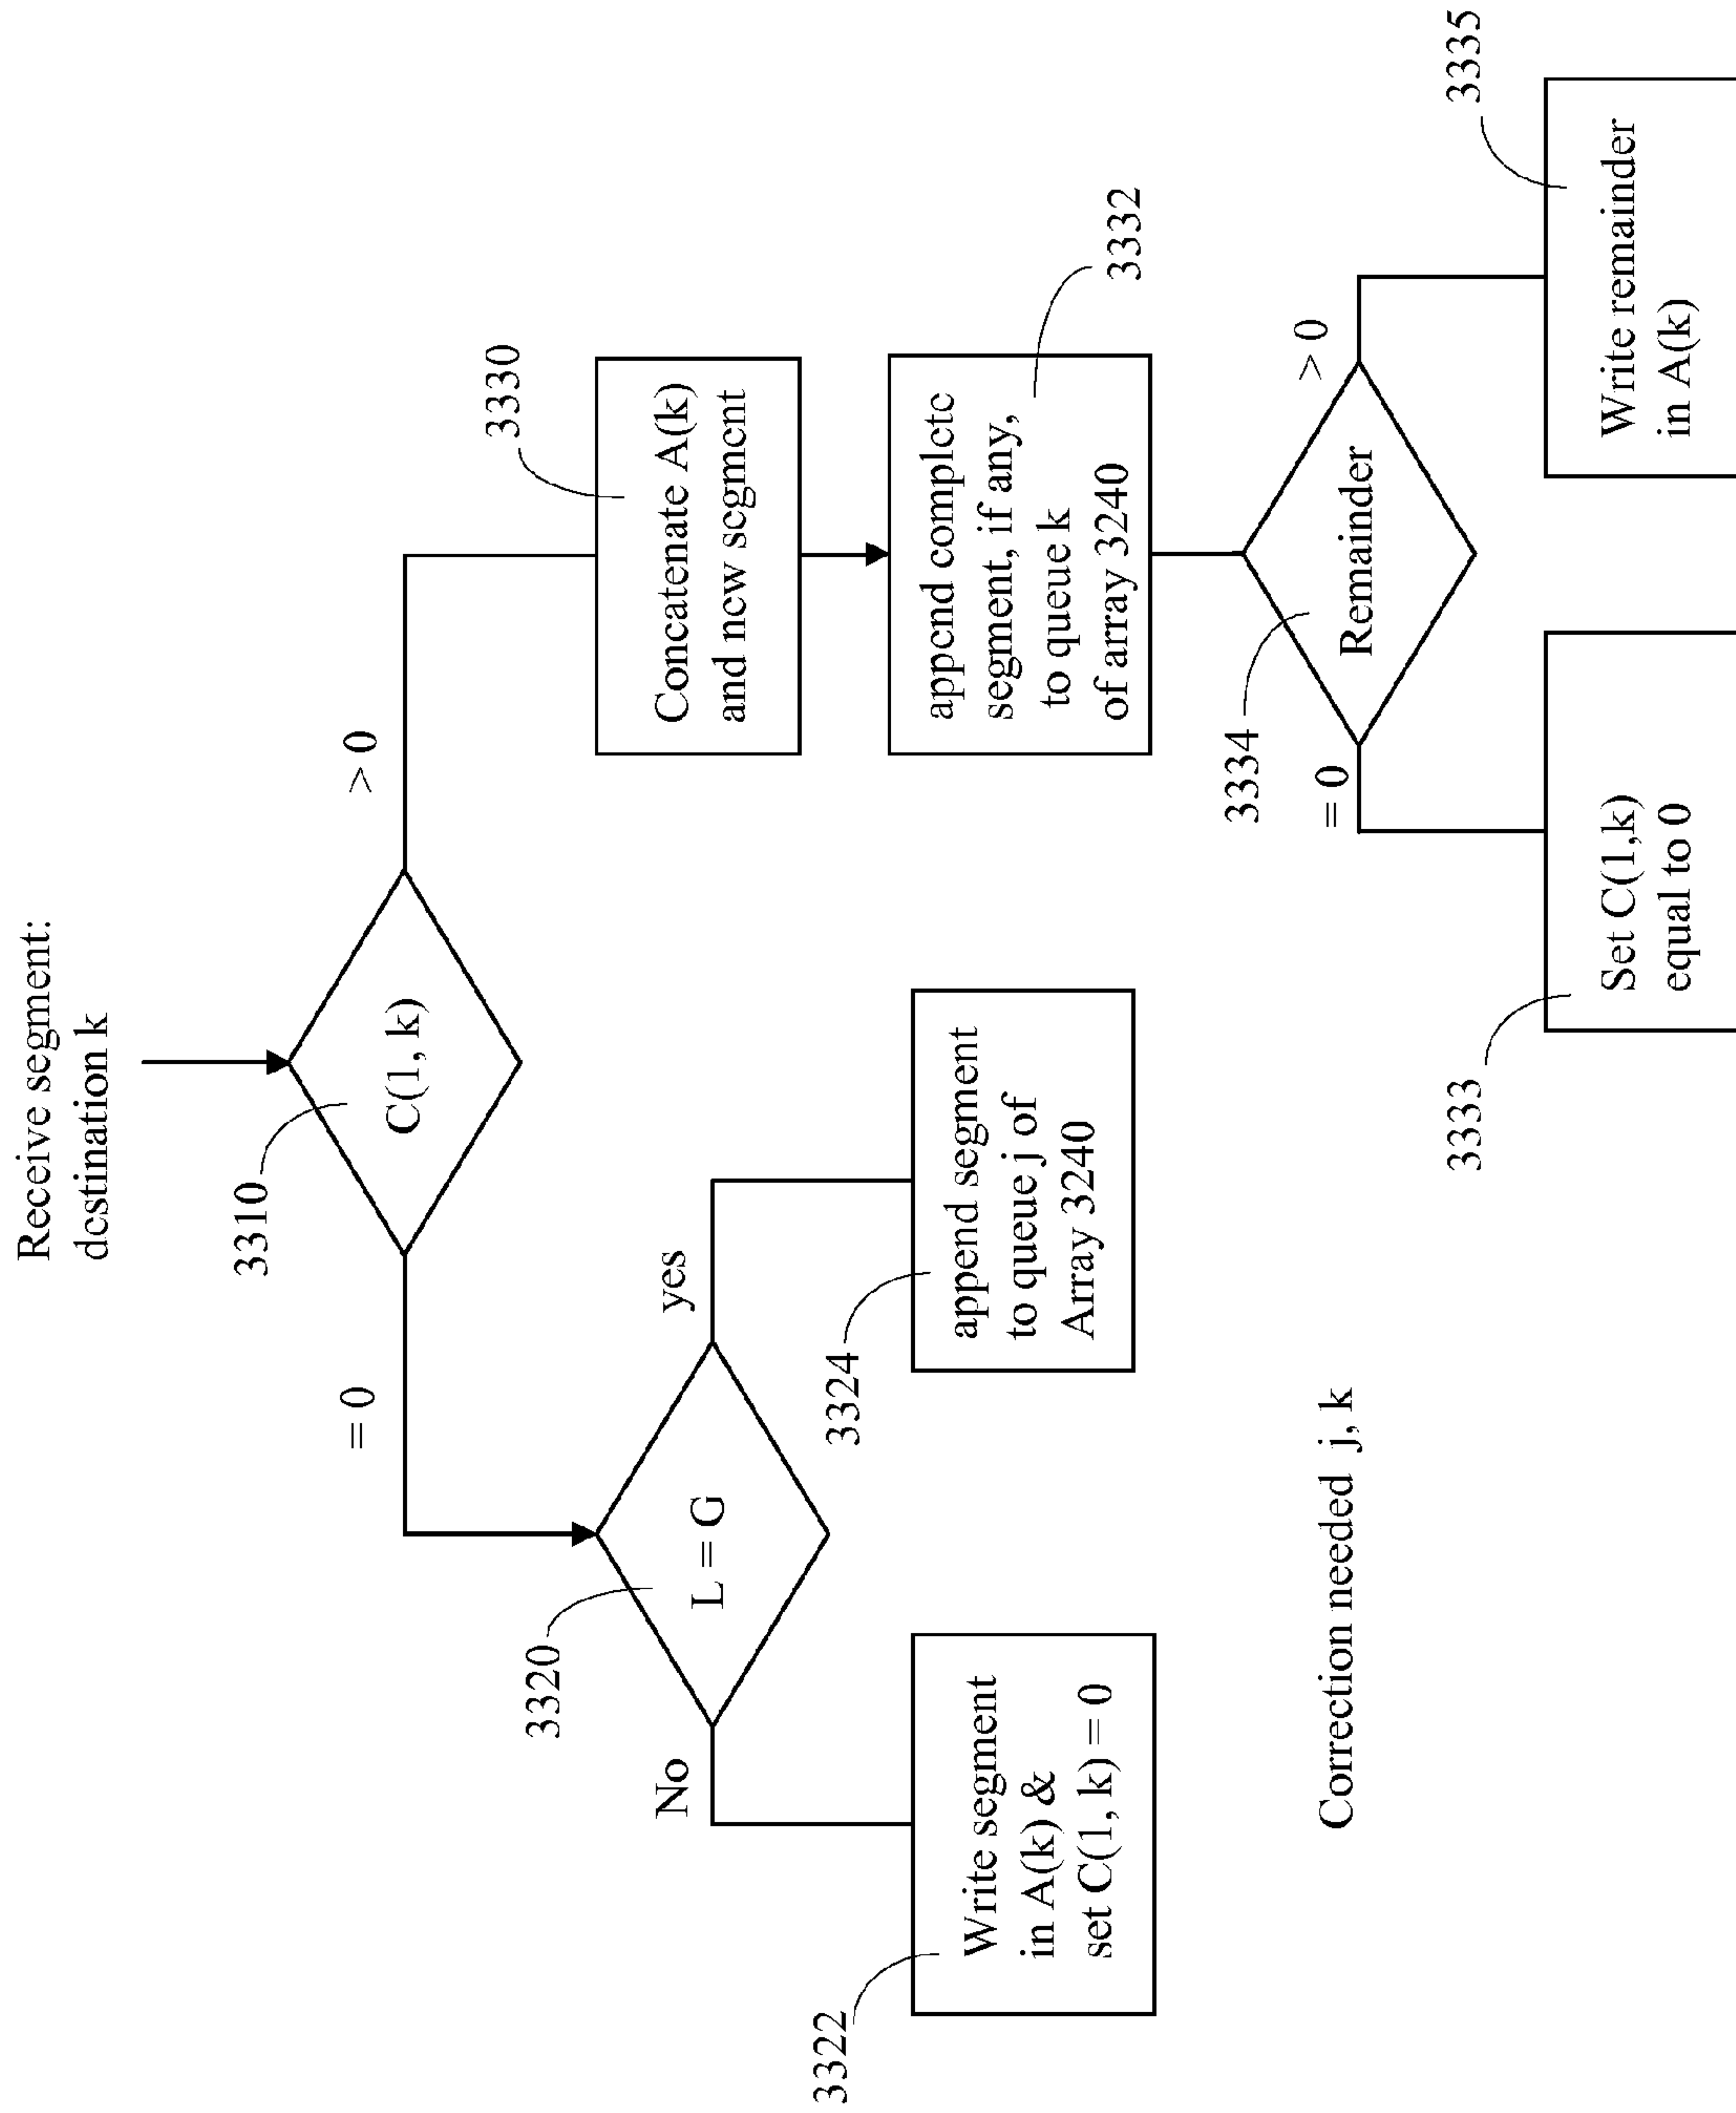 Receive segment:
destination k
3310
C(1, k)
= 0
> 0
3320
L = G
No
yes
3330
Concatenate A(k)
and new segment
3322
Write segment
in A(k) &
set C(1, k) = 0
3324
append segment
to queue j of
Array 3240
append complete
segment, if any,
to queue k
of array 3240
3332
3334
Remainder
= 0
> 0
Correction needed j, k
3333
Set C(1,k)
equal to 0
3335
Write remainder
in A(k)